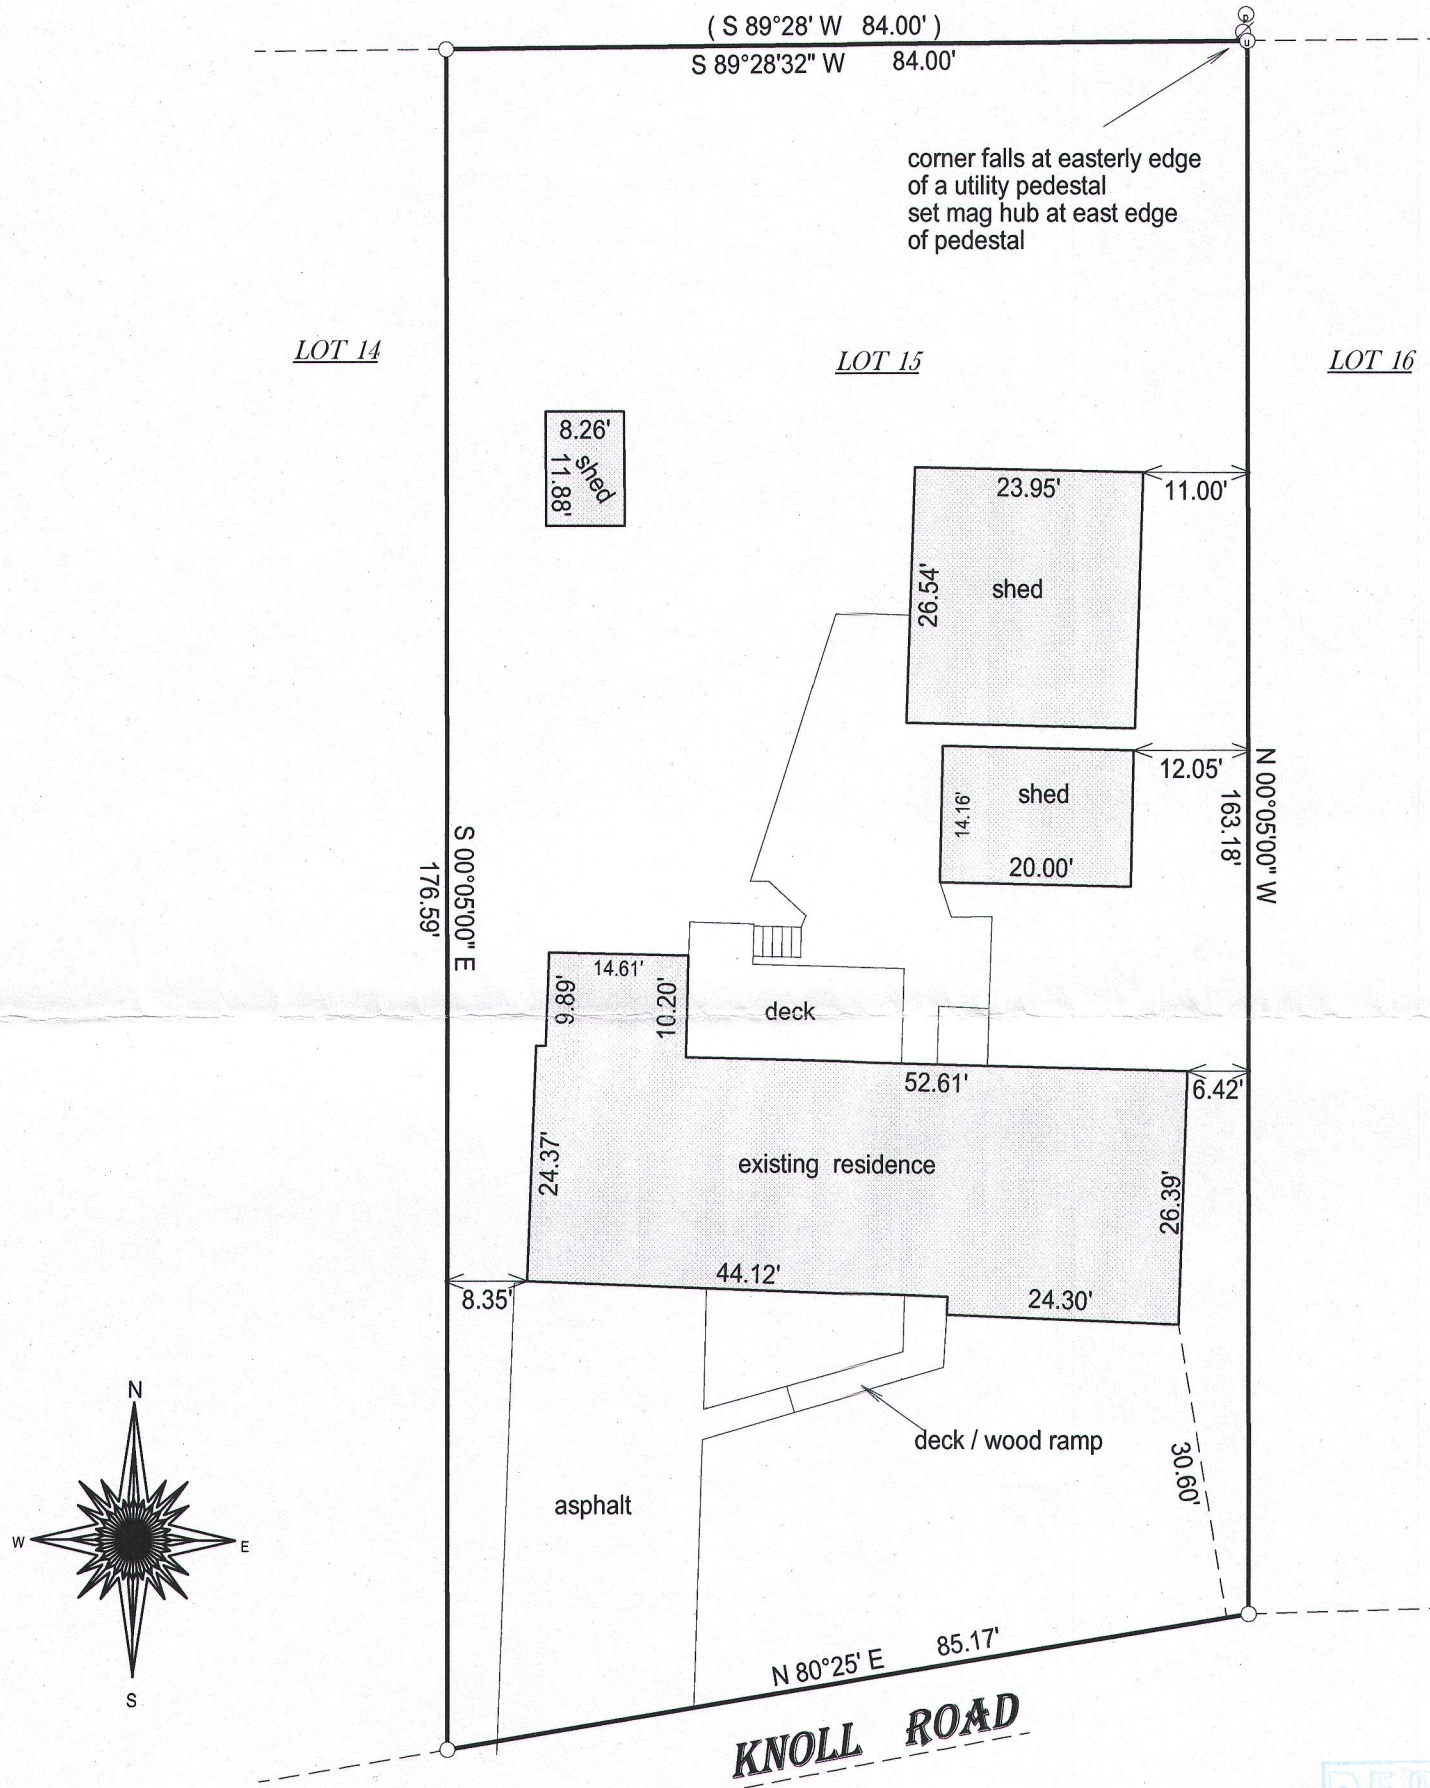 ( S 89°28' W 84.00' )
S 89°28'32" W 84.00'
p
u
corner falls at easterly edge
of a utility pedestal
set mag hub at east edge
of pedestal
LOT 14
LOT 15
LOT 16
8.26'
shed
11.88'
23.95'
11.00'
26.54'
shed
12.05'
shed
14.16'
20.00'
N 00°05'00" W
163.18'
S 00°05'00" E
176.59'
14.61'
9.89'
10.20'
deck
52.61'
6.42'
24.37'
existing residence
26.39'
44.12'
8.35'
24.30'
deck / wood ramp
30.60'
asphalt
N
W
E
S
N 80°25' E 85.17'
KNOLL ROAD